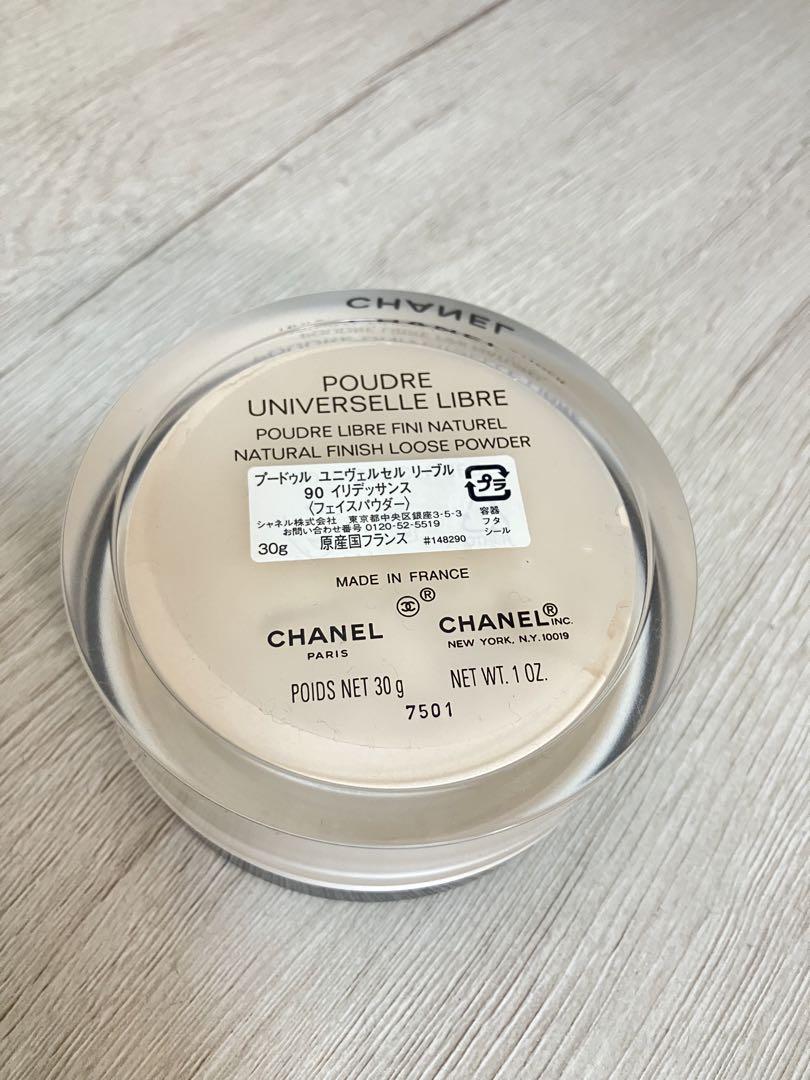 CHANEL
POUDRE
UNIVERSELLE LIBRE
POUDRE LIBRE FINI NATUREL
NATURAL FINISH LOOSE POWDER
プードゥル ユニヴェルセル リーブル
90 イリデッサンス
〈フェイスパウダー〉
シャネル株式会社 東京都中央区銀座3-5-3
お問い合わせ番号 0120-52-5519
30g 原産国フランス #148290
プラ
容器
フタ
シール
MADE IN FRANCE
®
CHANEL
PARIS
CHANEL® INC.
NEW YORK, N.Y. 10019
POIDS NET 30 g
NET WT. 1 OZ.
7501